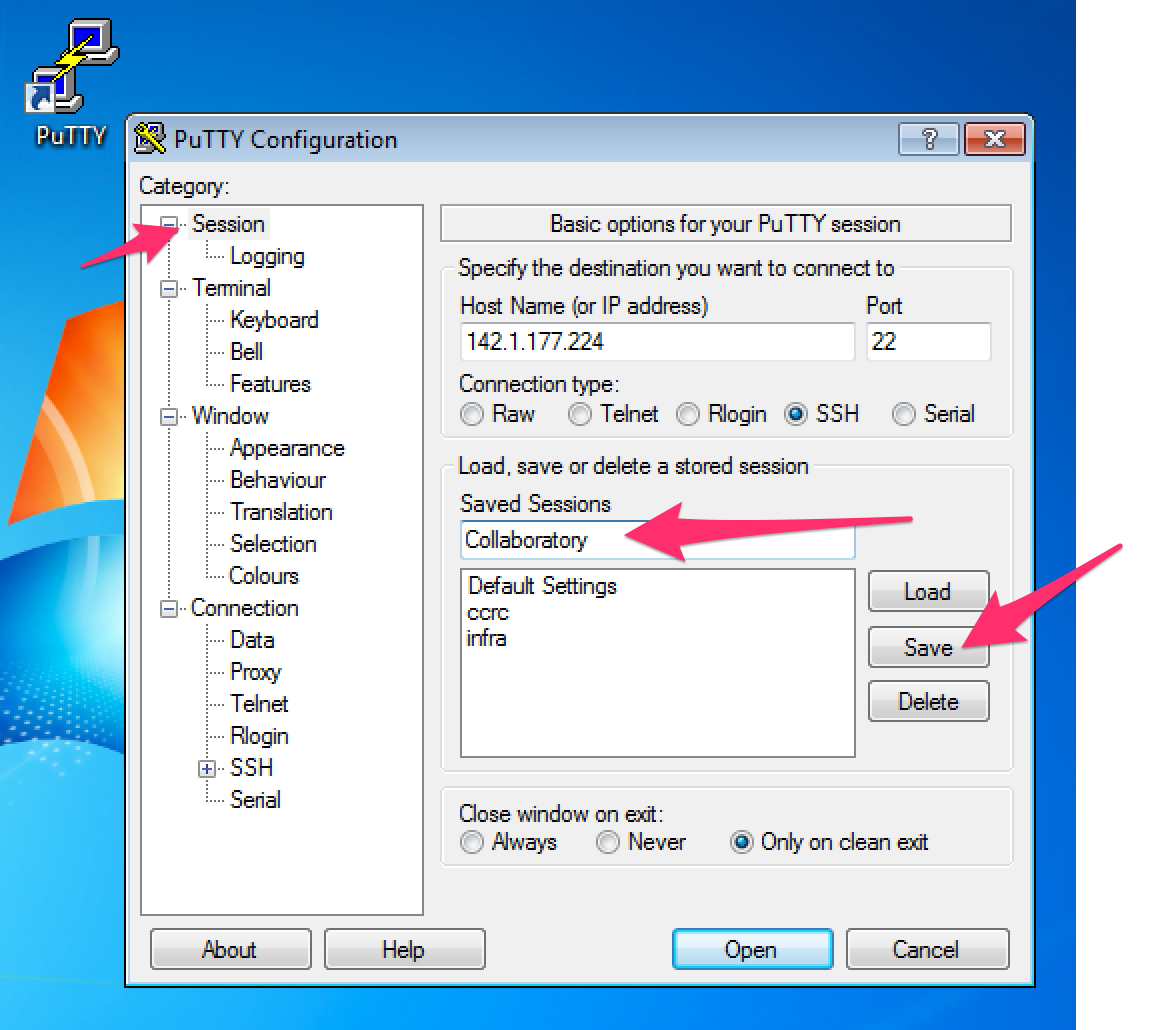 PuTTY
PuTTY Configuration
?
Category:
Session
Logging
Terminal
Keyboard
Bell
Features
Window
Appearance
Behaviour
Translation
Selection
Colours
Connection
Data
Proxy
Telnet
Rlogin
SSH
Serial
Basic options for your PuTTY session
Specify the destination you want to connect to
Host Name (or IP address) Port
142.1.177.224 22
Connection type:
Raw Telnet Rlogin SSH Serial
Load, save or delete a stored session
Saved Sessions
Collaboratory
Default Settings
ccrc
infra
Load
Save
Delete
Close window on exit:
Always Never Only on clean exit
About Help Open Cancel